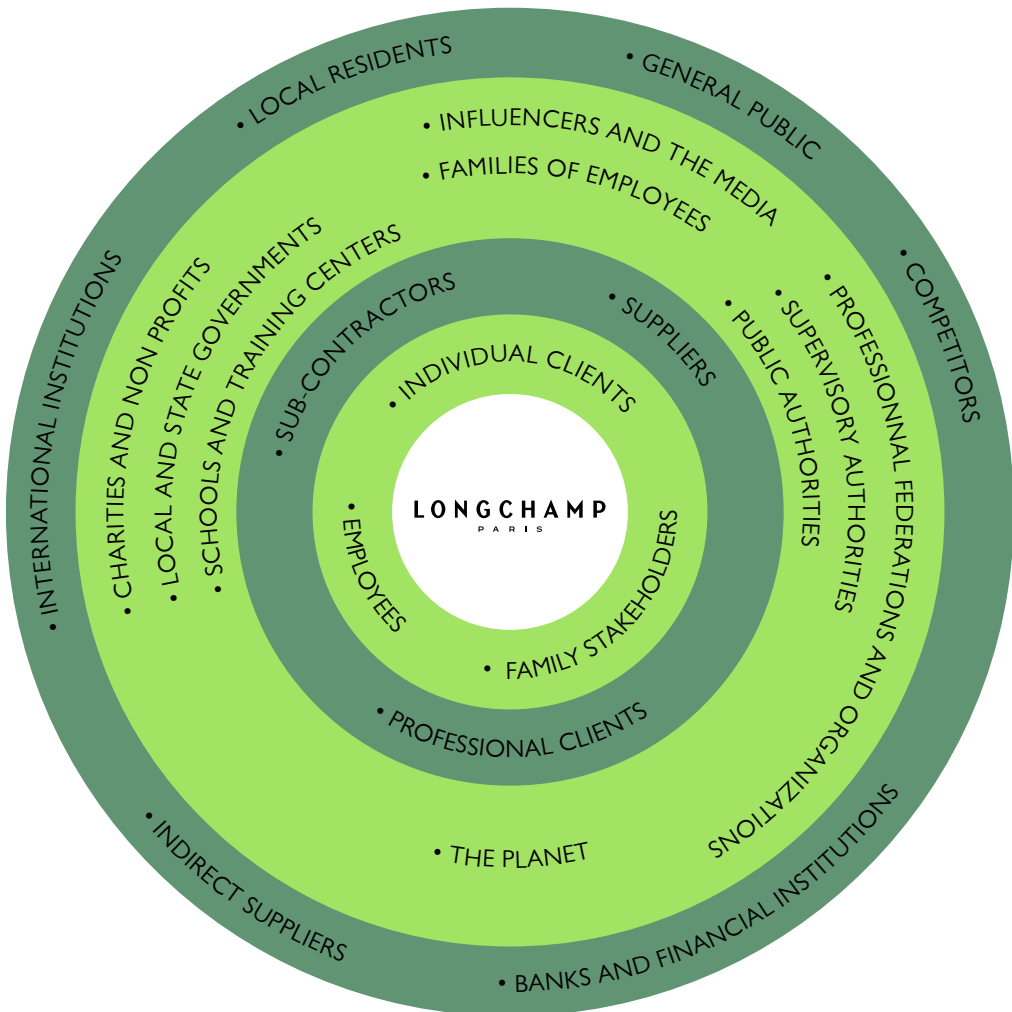 • LOCAL RESIDENTS
• GENERAL PUBLIC
• COMPETITORS
• BANKS AND FINANCIAL INSTITUTIONS
• INDIRECT SUPPLIERS
• INTERNATIONAL INSTITUTIONS
• INFLUENCERS AND THE MEDIA
• FAMILIES OF EMPLOYEES
• PROFESSIONNAL FEDERATIONS AND ORGANIZATIONS
• SUPERVISORY AUTHORITIES
• PUBLIC AUTHORITIES
• THE PLANET
• CHARITIES AND NON PROFITS
• LOCAL AND STATE GOVERNMENTS
• SCHOOLS AND TRAINING CENTERS
• SUB-CONTRACTORS
• SUPPLIERS
• PROFESSIONAL CLIENTS
• INDIVIDUAL CLIENTS
• EMPLOYEES
• FAMILY STAKEHOLDERS
LONGCHAMP
PARIS